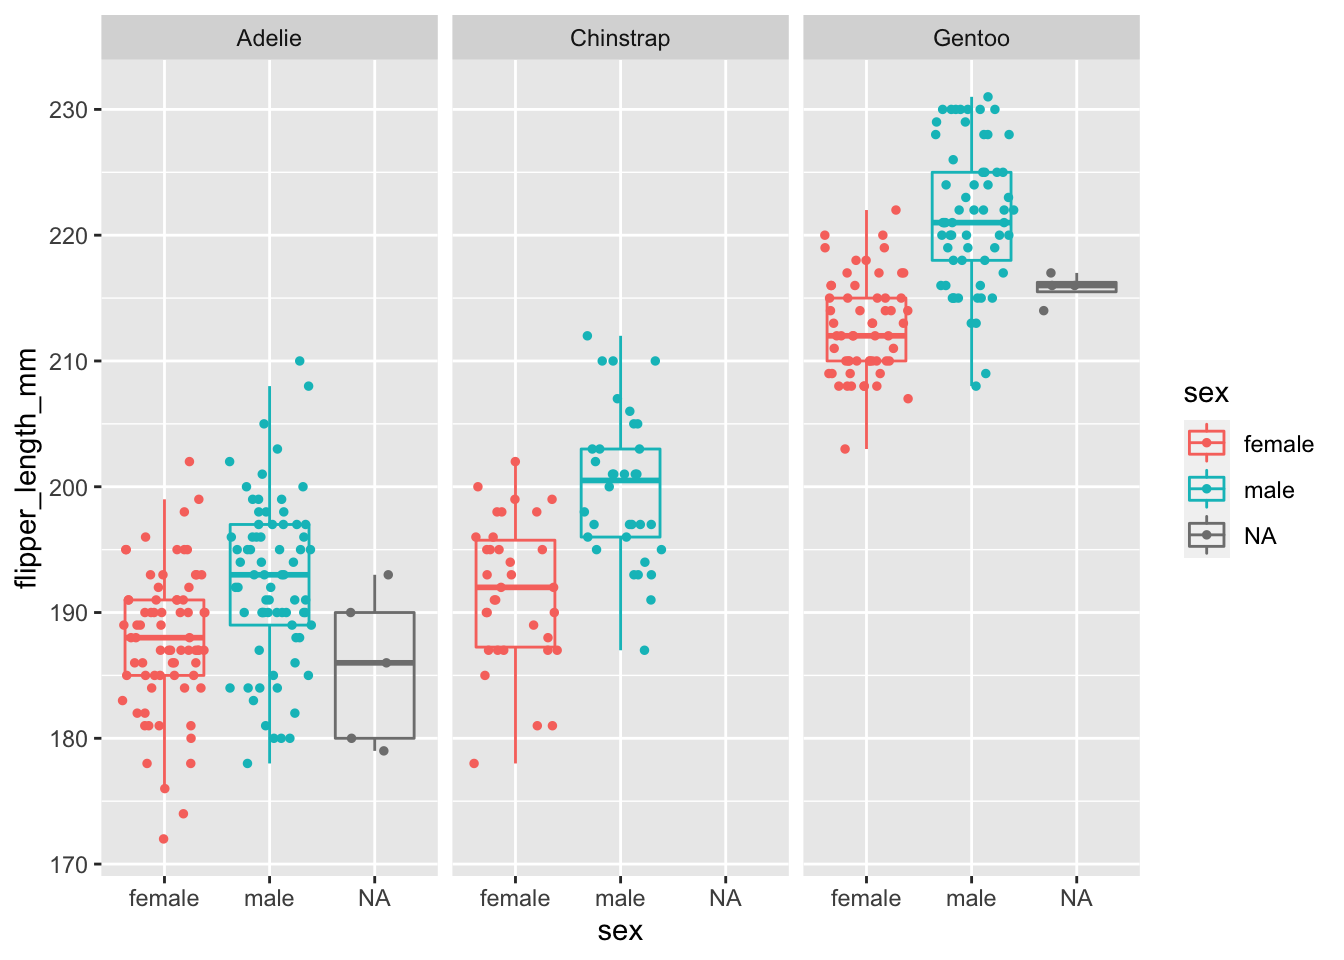 Adelie Chinstrap Gentoo
230
220
210
200
190
180
170
flipper_length_mm
female male NA female male NA female male NA
sex
sex
female
male
NA